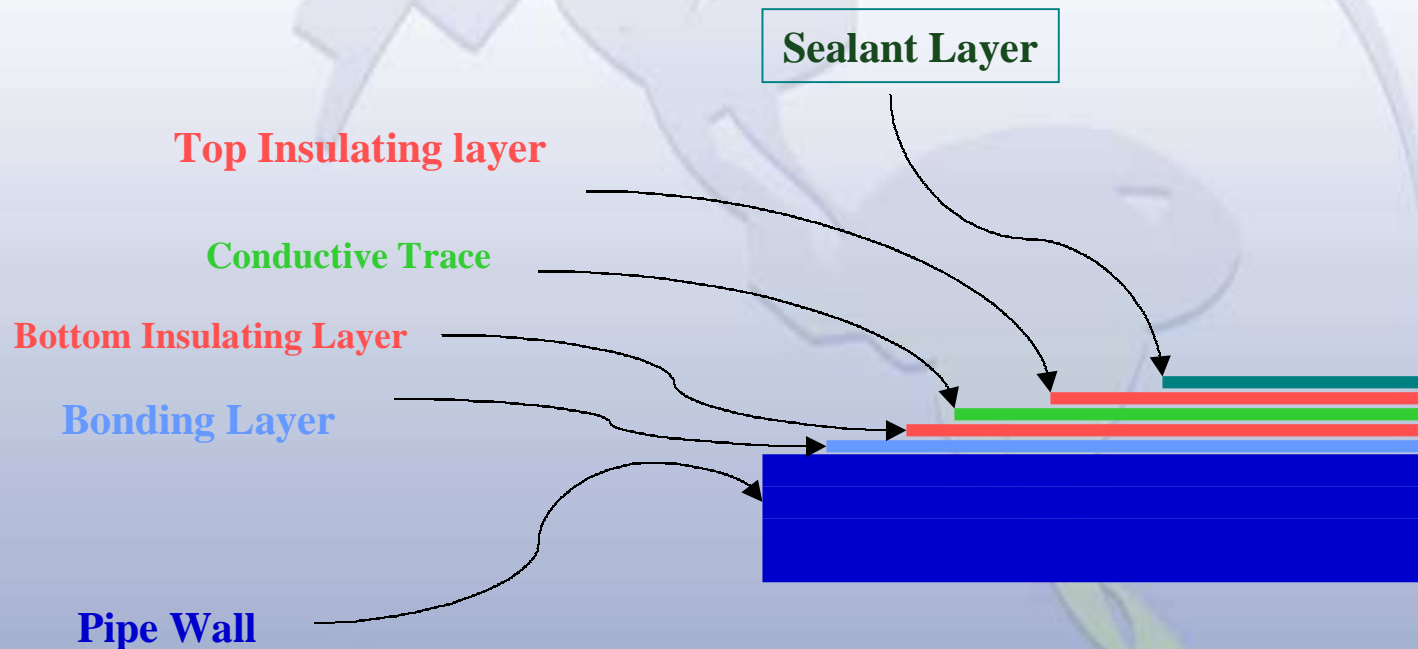 Sealant Layer
Top Insulating layer
Conductive Trace
Bottom Insulating Layer
Bonding Layer
Pipe Wall